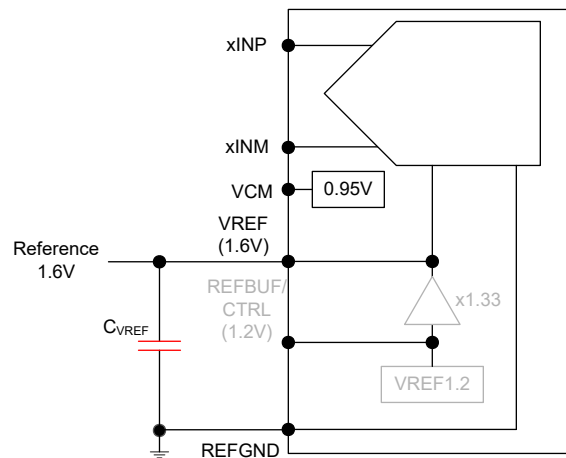 xINP
xINM
VCM
0.95V
VREF
(1.6V)
Reference
1.6V
REFBUF/
CTRL
(1.2V)
x1.33
CVREF
VREF1.2
REFGND